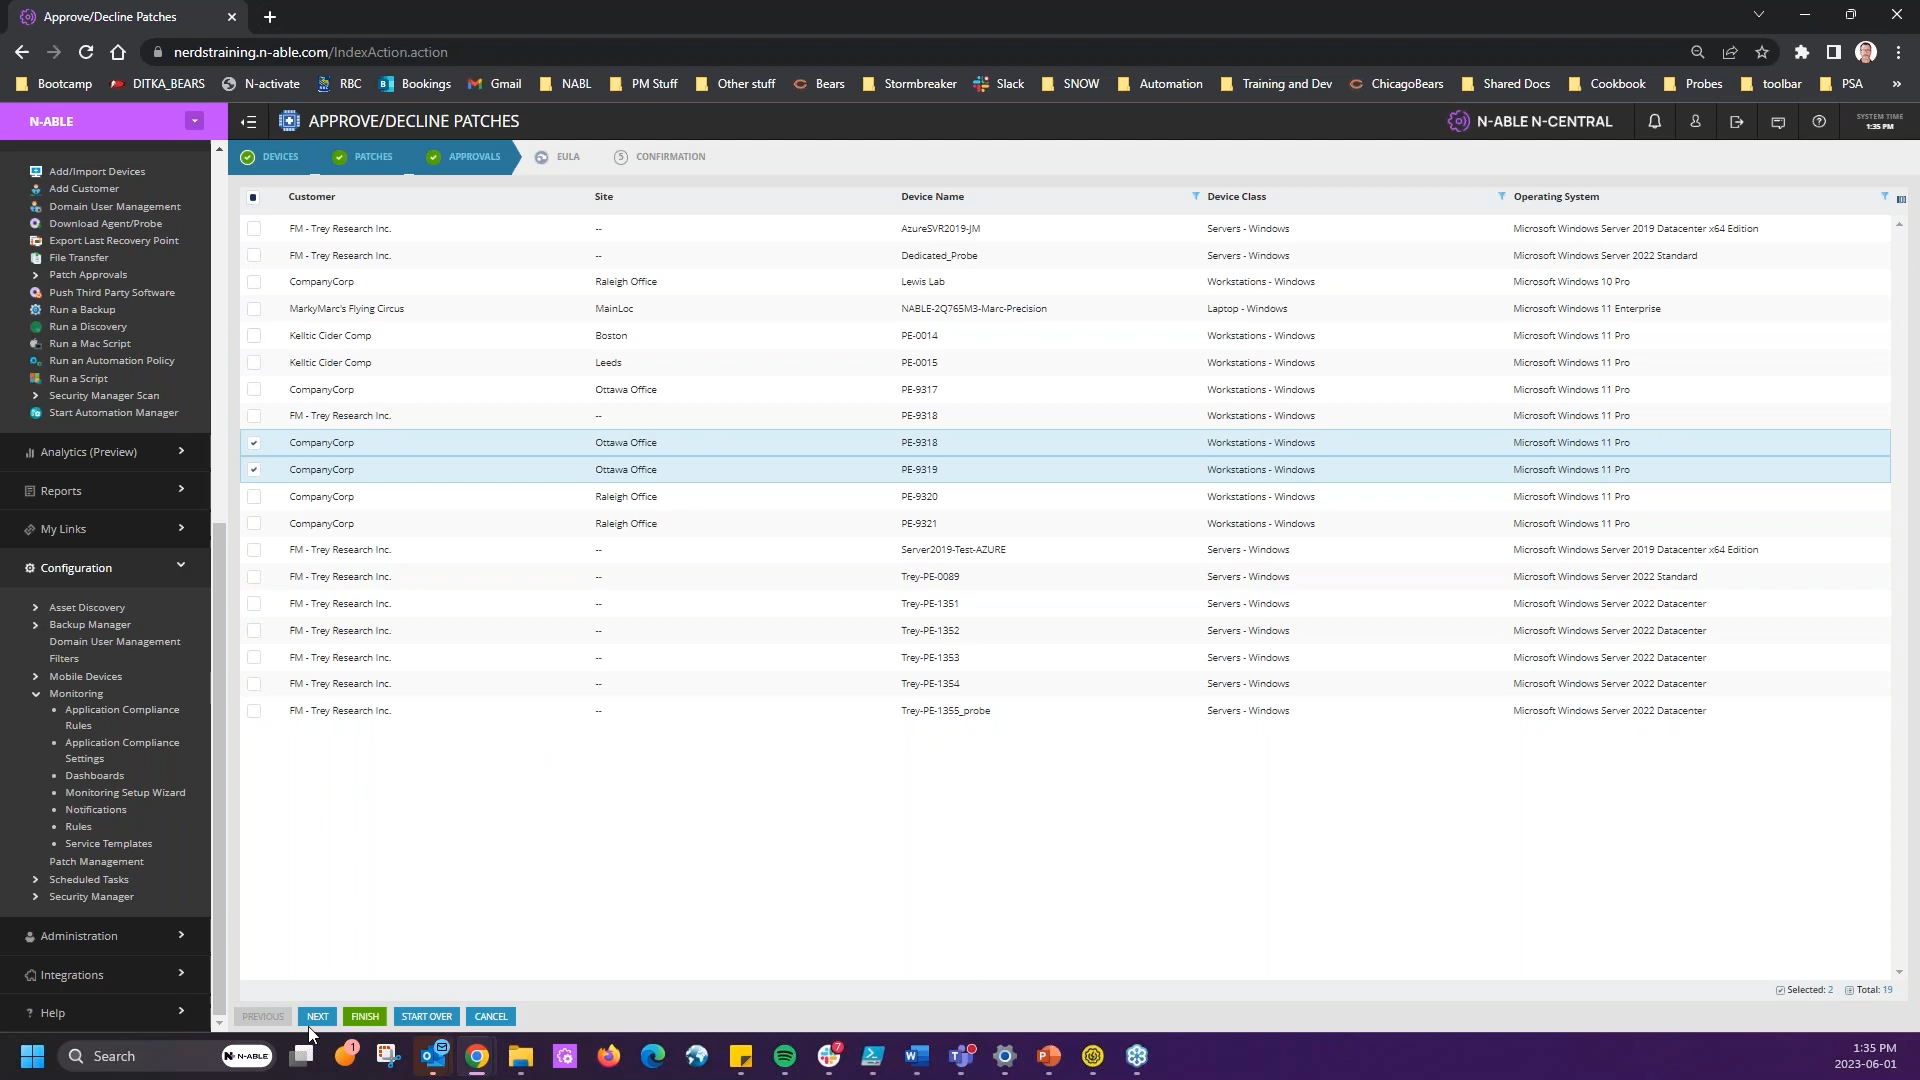 Approve/Decline Patches
nerdstraining.n-able.com/IndexAction.action
Bootcamp DITKA_BEARS N-activate RBC Bookings Gmail NABL PM Stuff Other stuff Bears Stormbreaker Slack SNOW Automation Training and Dev ChicagoBears Shared Docs Cookbook Probes toolbar PSA »
N-ABLE
APPROVE/DECLINE PATCHES
N-ABLE N-CENTRAL
SYSTEM TIME
1:35 PM
DEVICES PATCHES APPROVALS EULA 5 CONFIRMATION
Add/Import Devices
Add Customer
Domain User Management
Download Agent/Probe
Export Last Recovery Point
File Transfer
Patch Approvals
Push Third Party Software
Run a Backup
Run a Discovery
Run a Mac Script
Run an Automation Policy
Run a Script
Security Manager Scan
Start Automation Manager
Analytics (Preview)
Reports
My Links
Configuration
Asset Discovery
Backup Manager
Domain User Management
Filters
Mobile Devices
Monitoring
Application Compliance
Rules
Application Compliance
Settings
Dashboards
Monitoring Setup Wizard
Notifications
Rules
Service Templates
Patch Management
Scheduled Tasks
Security Manager
Administration
Integrations
? Help
Customer Site Device Name Device Class Operating System
FM - Trey Research Inc. -- AzureSVR2019-JM Servers - Windows Microsoft Windows Server 2019 Datacenter x64 Edition
FM - Trey Research Inc. -- Dedicated_Probe Servers - Windows Microsoft Windows Server 2022 Standard
CompanyCorp Raleigh Office Lewis Lab Workstations - Windows Microsoft Windows 10 Pro
MarkyMarc's Flying Circus MainLoc NABLE-2Q765M3-Marc-Precision Laptop - Windows Microsoft Windows 11 Enterprise
Kelltic Cider Comp Boston PE-0014 Workstations - Windows Microsoft Windows 11 Pro
Kelltic Cider Comp Leeds PE-0015 Workstations - Windows Microsoft Windows 11 Pro
CompanyCorp Ottawa Office PE-9317 Workstations - Windows Microsoft Windows 11 Pro
FM - Trey Research Inc. -- PE-9318 Workstations - Windows Microsoft Windows 11 Pro
CompanyCorp Ottawa Office PE-9318 Workstations - Windows Microsoft Windows 11 Pro
CompanyCorp Ottawa Office PE-9319 Workstations - Windows Microsoft Windows 11 Pro
CompanyCorp Raleigh Office PE-9320 Workstations - Windows Microsoft Windows 11 Pro
CompanyCorp Raleigh Office PE-9321 Workstations - Windows Microsoft Windows 11 Pro
FM - Trey Research Inc. -- Server2019-Test-AZURE Servers - Windows Microsoft Windows Server 2019 Datacenter x64 Edition
FM - Trey Research Inc. -- Trey-PE-0089 Servers - Windows Microsoft Windows Server 2022 Standard
FM - Trey Research Inc. -- Trey-PE-1351 Servers - Windows Microsoft Windows Server 2022 Datacenter
FM - Trey Research Inc. -- Trey-PE-1352 Servers - Windows Microsoft Windows Server 2022 Datacenter
FM - Trey Research Inc. -- Trey-PE-1353 Servers - Windows Microsoft Windows Server 2022 Datacenter
FM - Trey Research Inc. -- Trey-PE-1354 Servers - Windows Microsoft Windows Server 2022 Datacenter
FM - Trey Research Inc. -- Trey-PE-1355_probe Servers - Windows Microsoft Windows Server 2022 Datacenter
Selected: 2 Total: 19
PREVIOUS NEXT FINISH START OVER CANCEL
Search N-ABLE 1 7
1:35 PM
2023-06-01